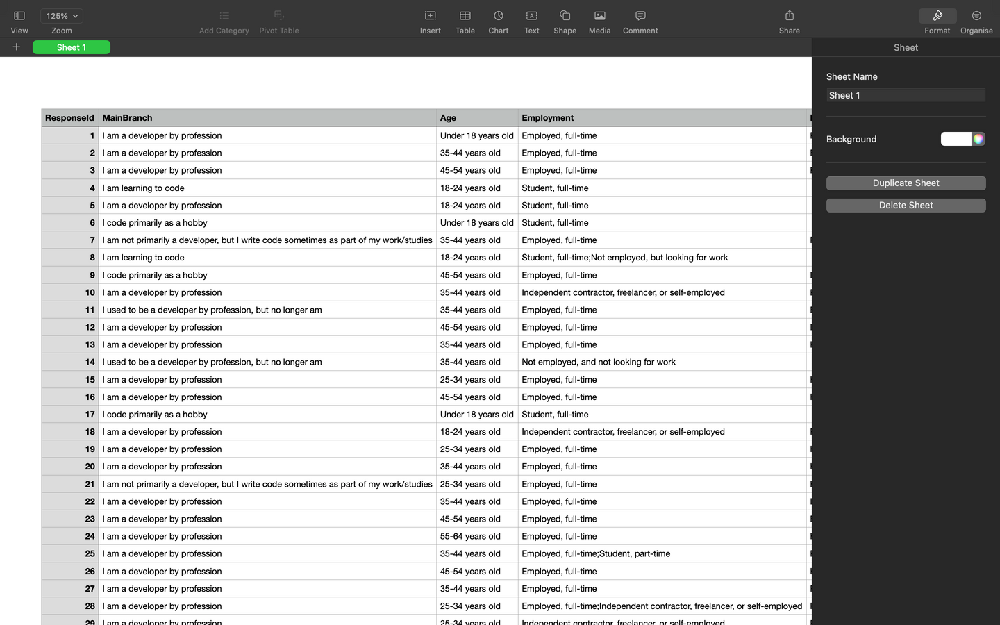 View
125%
Zoom
Add Category
Pivot Table
Insert
Table
Chart
Text
Shape
Media
Comment
Share
Format
Organise
Sheet 1
Sheet
Sheet Name
Sheet 1
Background
Duplicate Sheet
Delete Sheet
ResponseId MainBranch Age Employment
1 I am a developer by profession Under 18 years old Employed, full-time
2 I am a developer by profession 35-44 years old Employed, full-time
3 I am a developer by profession 45-54 years old Employed, full-time
4 I am learning to code 18-24 years old Student, full-time
5 I am a developer by profession 18-24 years old Student, full-time
6 I code primarily as a hobby Under 18 years old Student, full-time
7 I am not primarily a developer, but I write code sometimes as part of my work/studies 35-44 years old Employed, full-time
8 I am learning to code 18-24 years old Student, full-time;Not employed, but looking for work
9 I code primarily as a hobby 45-54 years old Employed, full-time
10 I am a developer by profession 35-44 years old Independent contractor, freelancer, or self-employed
11 I used to be a developer by profession, but no longer am 35-44 years old Employed, full-time
12 I am a developer by profession 45-54 years old Employed, full-time
13 I am a developer by profession 35-44 years old Employed, full-time
14 I used to be a developer by profession, but no longer am 35-44 years old Not employed, and not looking for work
15 I am a developer by profession 25-34 years old Employed, full-time
16 I am a developer by profession 45-54 years old Employed, full-time
17 I code primarily as a hobby Under 18 years old Student, full-time
18 I am a developer by profession 18-24 years old Independent contractor, freelancer, or self-employed
19 I am a developer by profession 25-34 years old Employed, full-time
20 I am a developer by profession 35-44 years old Employed, full-time
21 I am not primarily a developer, but I write code sometimes as part of my work/studies 25-34 years old Employed, full-time
22 I am a developer by profession 35-44 years old Employed, full-time
23 I am a developer by profession 45-54 years old Employed, full-time
24 I am a developer by profession 55-64 years old Employed, full-time
25 I am a developer by profession 35-44 years old Employed, full-time;Student, part-time
26 I am a developer by profession 45-54 years old Employed, full-time
27 I am a developer by profession 35-44 years old Employed, full-time
28 I am a developer by profession 25-34 years old Employed, full-time;Independent contractor, freelancer, or self-employed
29 I am a developer by profession 25-34 years old Independent contractor, freelancer, or self-employed